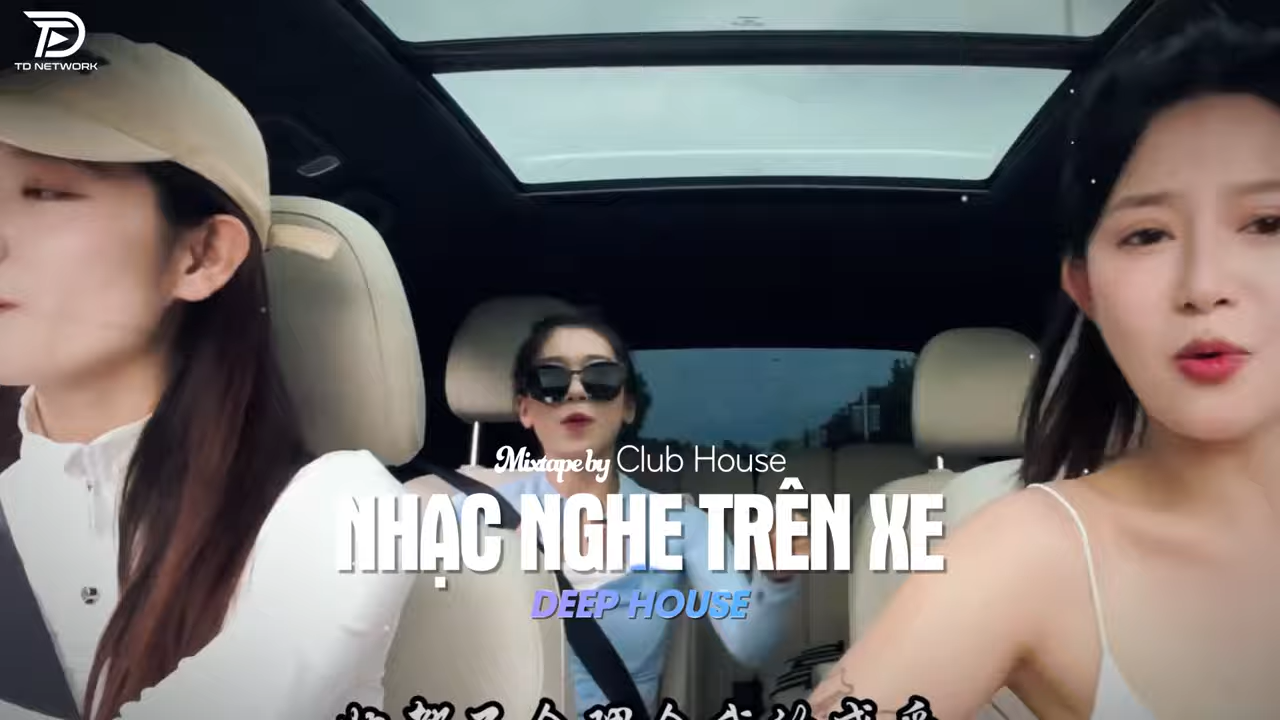 TD NETWORK
Mixtape by Club House
NHẠC NGHE TRÊN XE
DEEP HOUSE